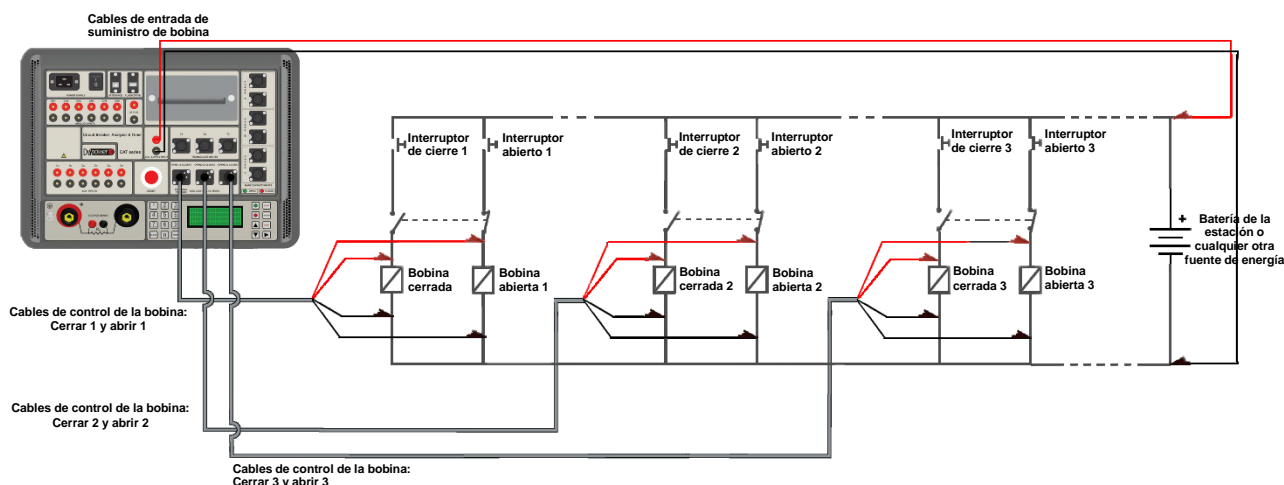 Cables de entrada de
suministro de bobina
Interruptor
de cierre 1
Interruptor
abierto 1
Interruptor
de cierre 2
Interruptor
abierto 2
Interruptor
de cierre 3
Interruptor
abierto 3
+
Batería de la
estación o
cualquier otra
fuente de energía
Bobina
cerrada
Bobina
abierta 1
Bobina
cerrada 2
Bobina
abierta 2
Bobina
cerrada 3
Bobina
abierta 3
Cables de control de la bobina:
Cerrar 1 y abrir 1
Cables de control de la bobina:
Cerrar 2 y abrir 2
Cables de control de la bobina:
Cerrar 3 y abrir 3